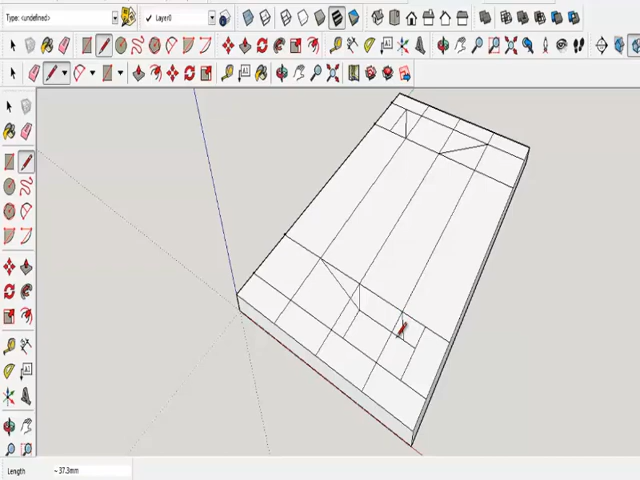 Type: <undefined>
Layer0
Length
~ 37.3mm